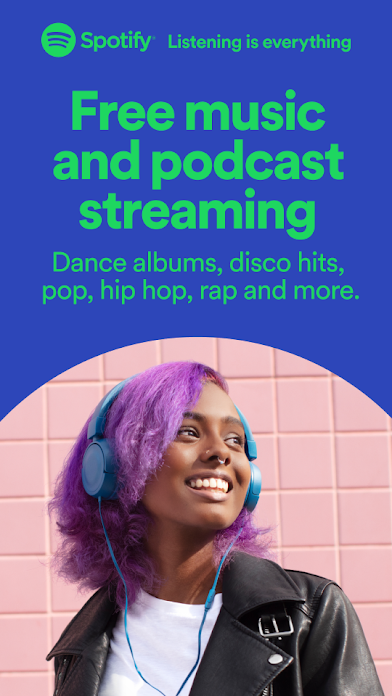 Spotify® Listening is everything
Free music
and podcast
streaming
Dance albums, disco hits,
pop, hip hop, rap and more.